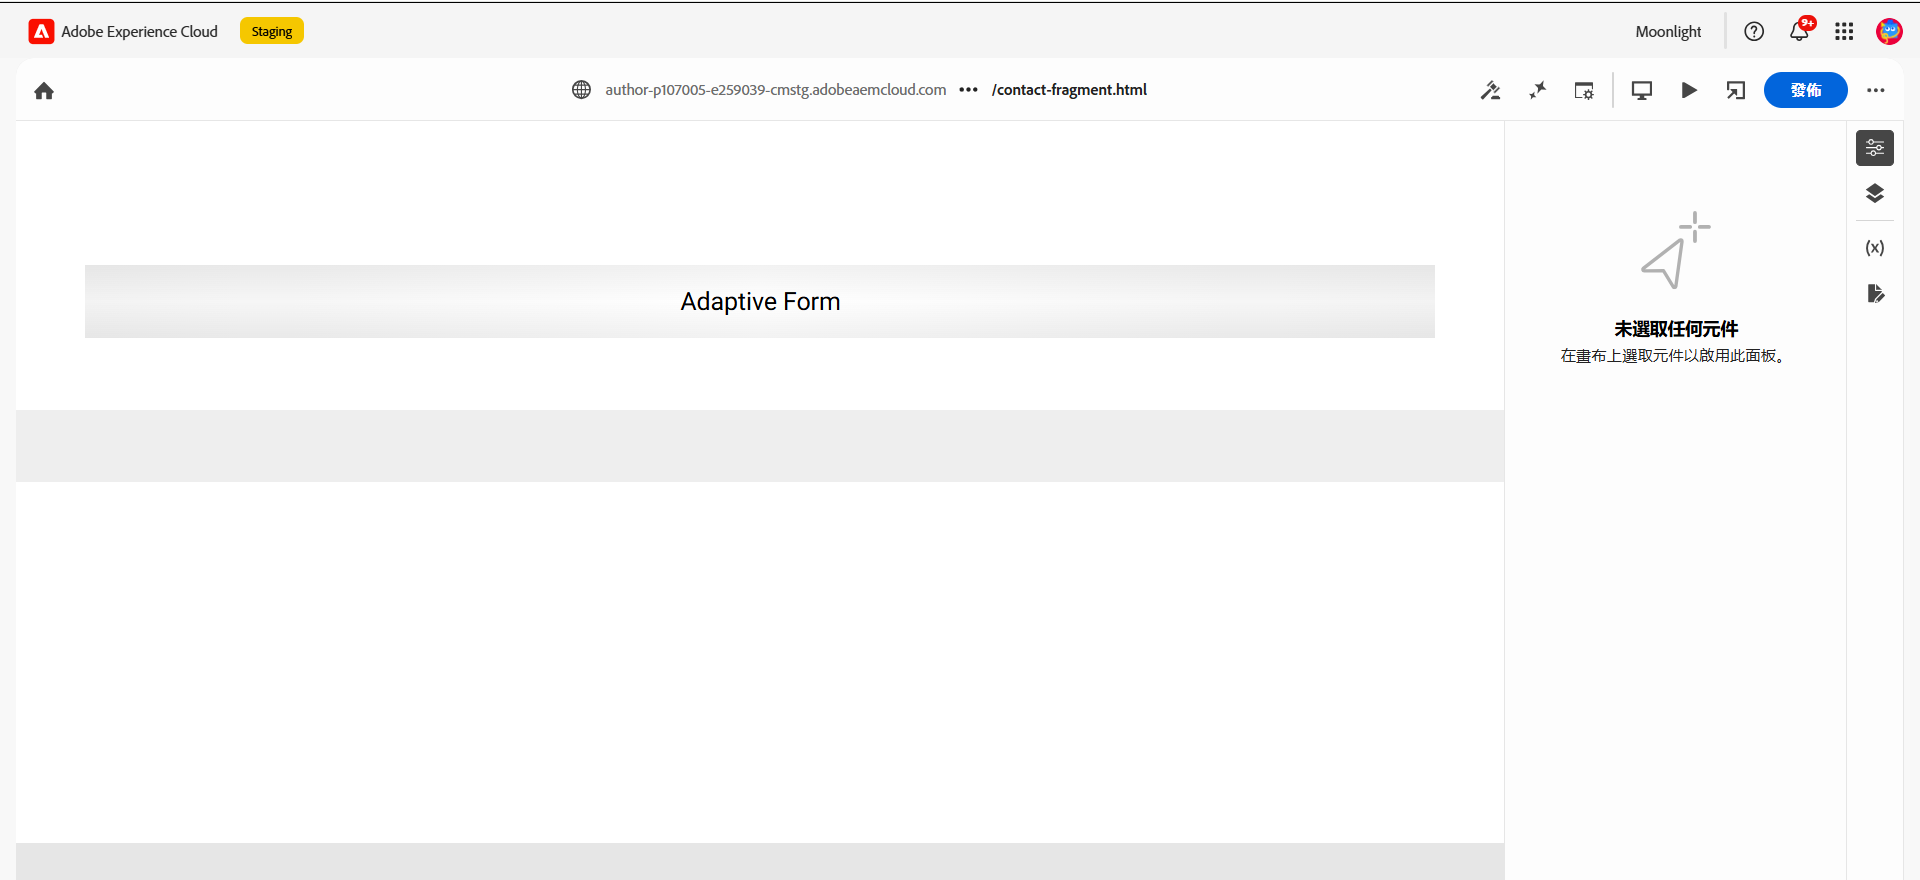 Adobe Experience Cloud
Staging
Moonlight
9+
author-p107005-e259039-cmstg.adobeaemcloud.com ••• /contact-fragment.html
發佈
Adaptive Form
(x)
未選取任何元件
在畫布上選取元件以啟用此面板。